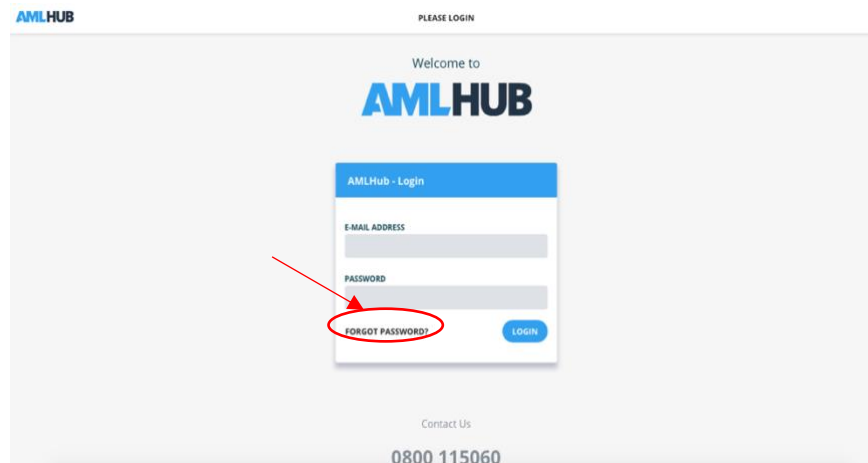 AMLHUB
PLEASE LOGIN
Welcome to
AMLHUB
AMLHub - Login
E-MAIL ADDRESS
PASSWORD
FORGOT PASSWORD?
LOGIN
Contact Us
0800 115060